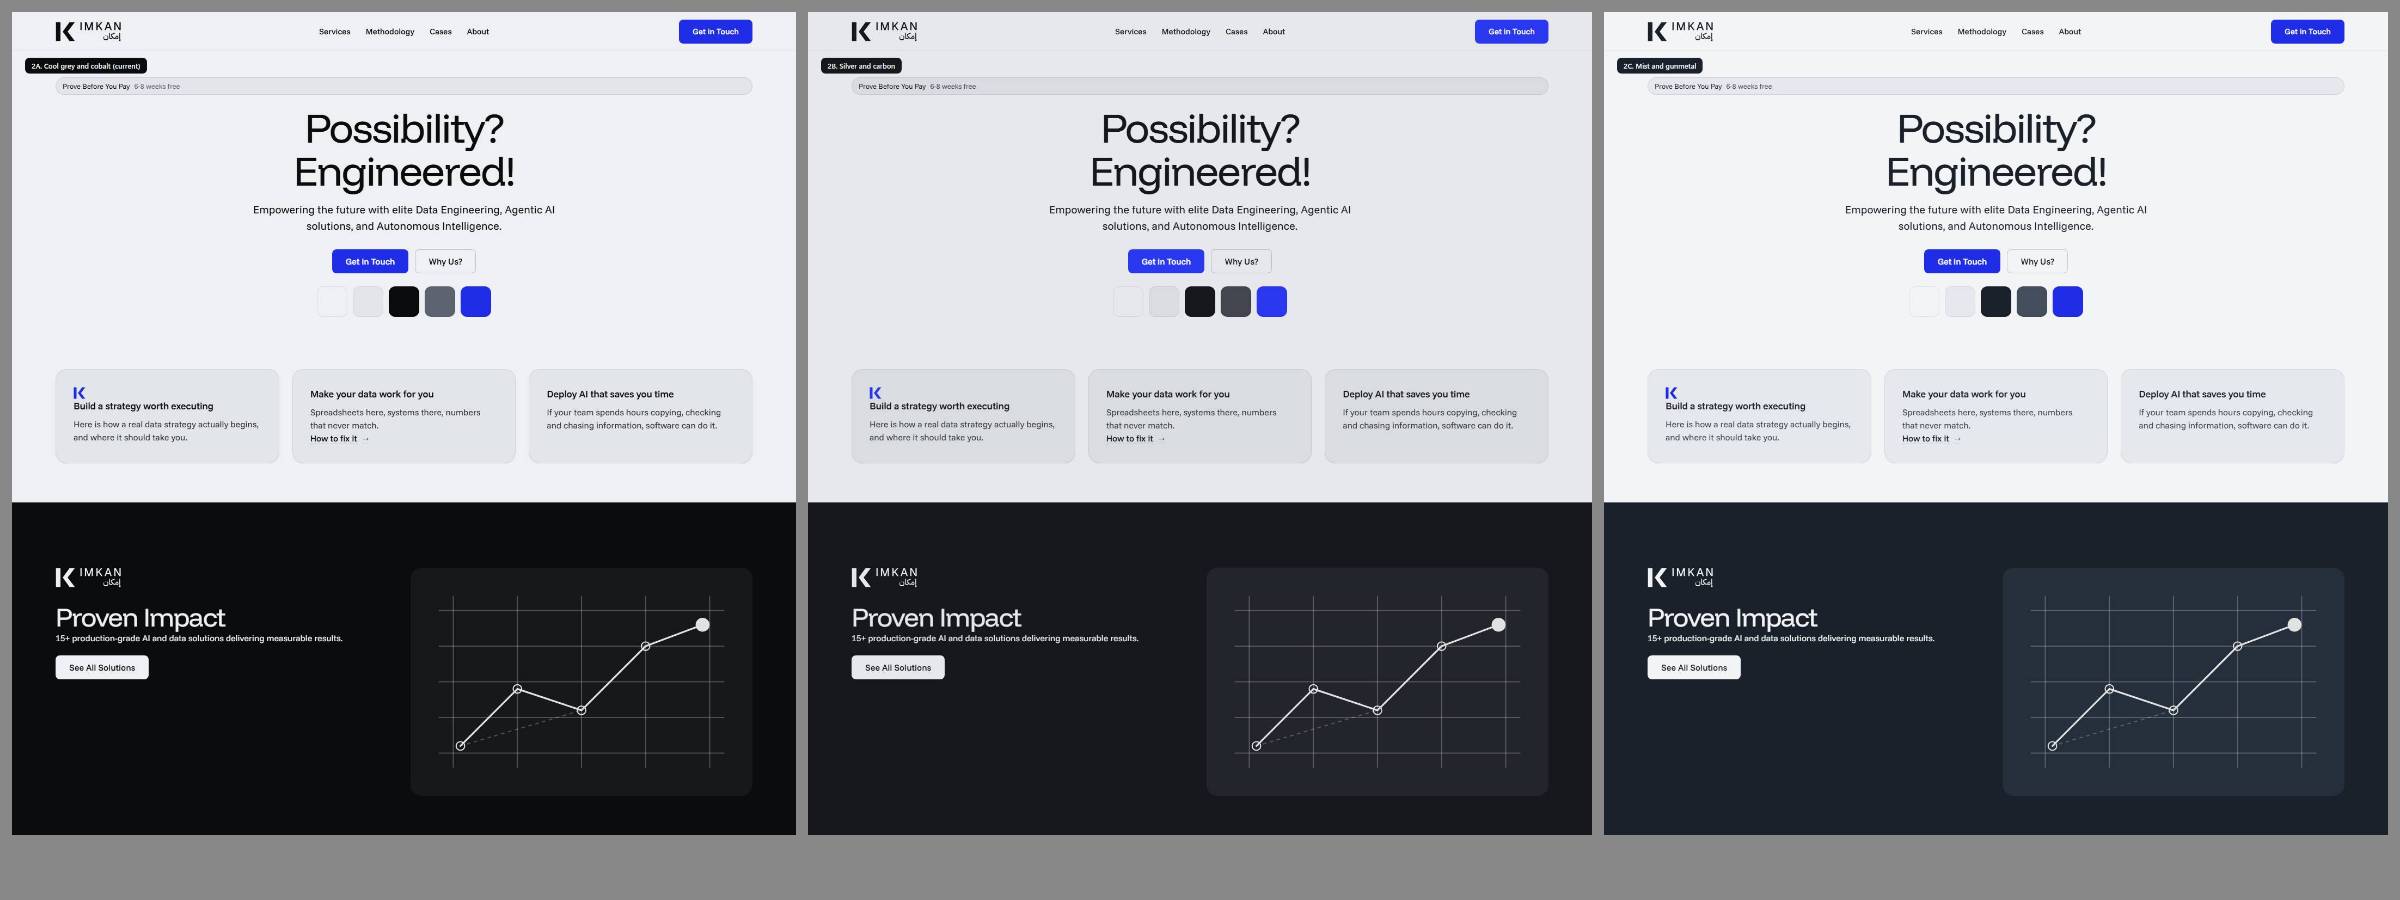 IMKAN
إمكان
Services Methodology Cases About
Get in Touch
2A. Cool grey and cobalt (current)
Prove Before You Pay 6-8 weeks free
Possibility?
Engineered!
Empowering the future with elite Data Engineering, Agentic AI
solutions, and Autonomous Intelligence.
Get in Touch Why Us?
Build a strategy worth executing
Here is how a real data strategy actually begins,
and where it should take you.
Make your data work for you
Spreadsheets here, systems there, numbers
that never match.
How to fix it →
Deploy AI that saves you time
If your team spends hours copying, checking
and chasing information, software can do it.
IMKAN
إمكان
Proven Impact
15+ production-grade AI and data solutions delivering measurable results.
See All Solutions
IMKAN
إمكان
Services Methodology Cases About
Get in Touch
2B. Silver and carbon
Prove Before You Pay 6-8 weeks free
Possibility?
Engineered!
Empowering the future with elite Data Engineering, Agentic AI
solutions, and Autonomous Intelligence.
Get in Touch Why Us?
Build a strategy worth executing
Here is how a real data strategy actually begins,
and where it should take you.
Make your data work for you
Spreadsheets here, systems there, numbers
that never match.
How to fix it →
Deploy AI that saves you time
If your team spends hours copying, checking
and chasing information, software can do it.
IMKAN
إمكان
Proven Impact
15+ production-grade AI and data solutions delivering measurable results.
See All Solutions
IMKAN
إمكان
Services Methodology Cases About
Get in Touch
2C. Mist and gunmetal
Prove Before You Pay 6-8 weeks free
Possibility?
Engineered!
Empowering the future with elite Data Engineering, Agentic AI
solutions, and Autonomous Intelligence.
Get in Touch Why Us?
Build a strategy worth executing
Here is how a real data strategy actually begins,
and where it should take you.
Make your data work for you
Spreadsheets here, systems there, numbers
that never match.
How to fix it →
Deploy AI that saves you time
If your team spends hours copying, checking
and chasing information, software can do it.
IMKAN
إمكان
Proven Impact
15+ production-grade AI and data solutions delivering measurable results.
See All Solutions